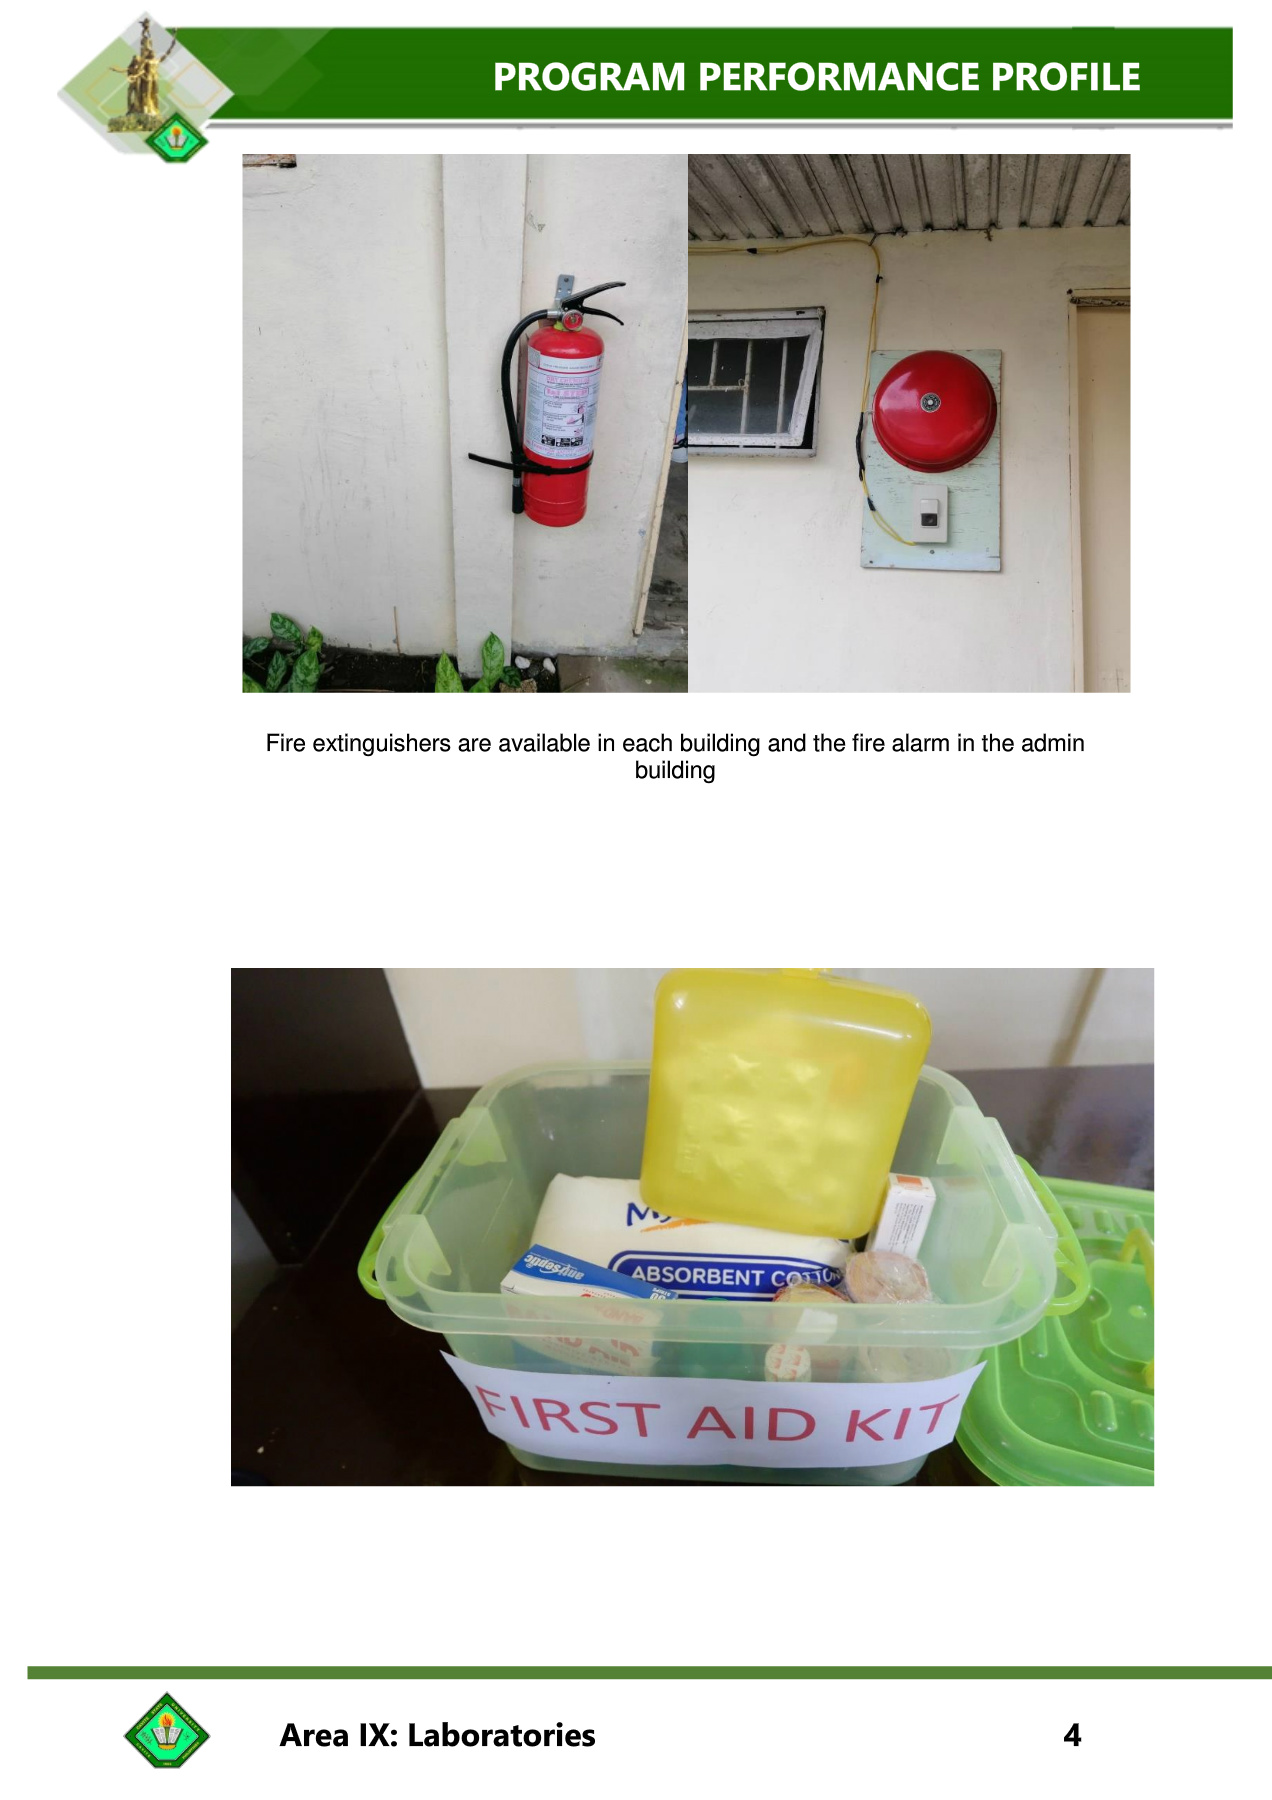 PROGRAM PERFORMANCE PROFILE
Fire extinguishers are available in each building and the fire alarm in the admin
building
M
ABSORBENT COTTON
antiseptic
FIRST AID KIT
Area IX: Laboratories
4